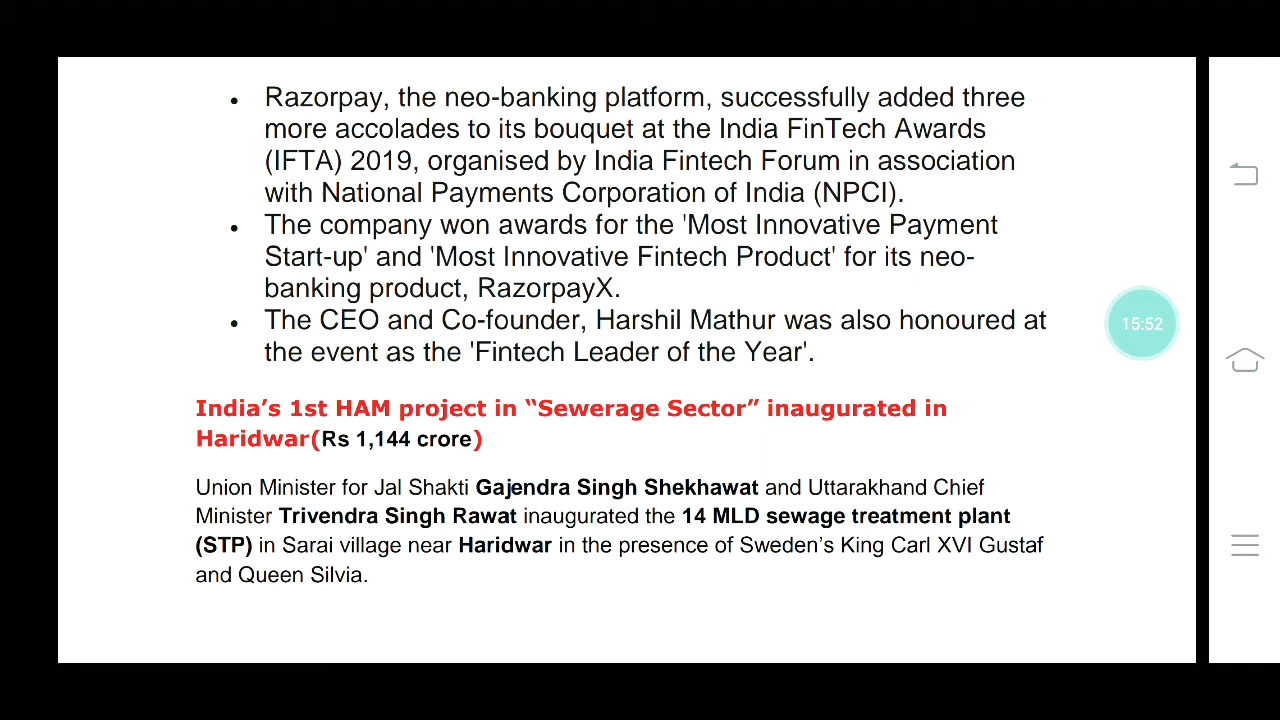 • Razorpay, the neo-banking platform, successfully added three
more accolades to its bouquet at the India FinTech Awards
(IFTA) 2019, organised by India Fintech Forum in association
with National Payments Corporation of India (NPCI).
• The company won awards for the 'Most Innovative Payment
Start-up' and 'Most Innovative Fintech Product' for its neo-
banking product, RazorpayX.
• The CEO and Co-founder, Harshil Mathur was also honoured at
the event as the 'Fintech Leader of the Year'.
15:52
India’s 1st HAM project in “Sewerage Sector” inaugurated in
Haridwar(Rs 1,144 crore)
Union Minister for Jal Shakti Gajendra Singh Shekhawat and Uttarakhand Chief
Minister Trivendra Singh Rawat inaugurated the 14 MLD sewage treatment plant
(STP) in Sarai village near Haridwar in the presence of Sweden’s King Carl XVI Gustaf
and Queen Silvia.